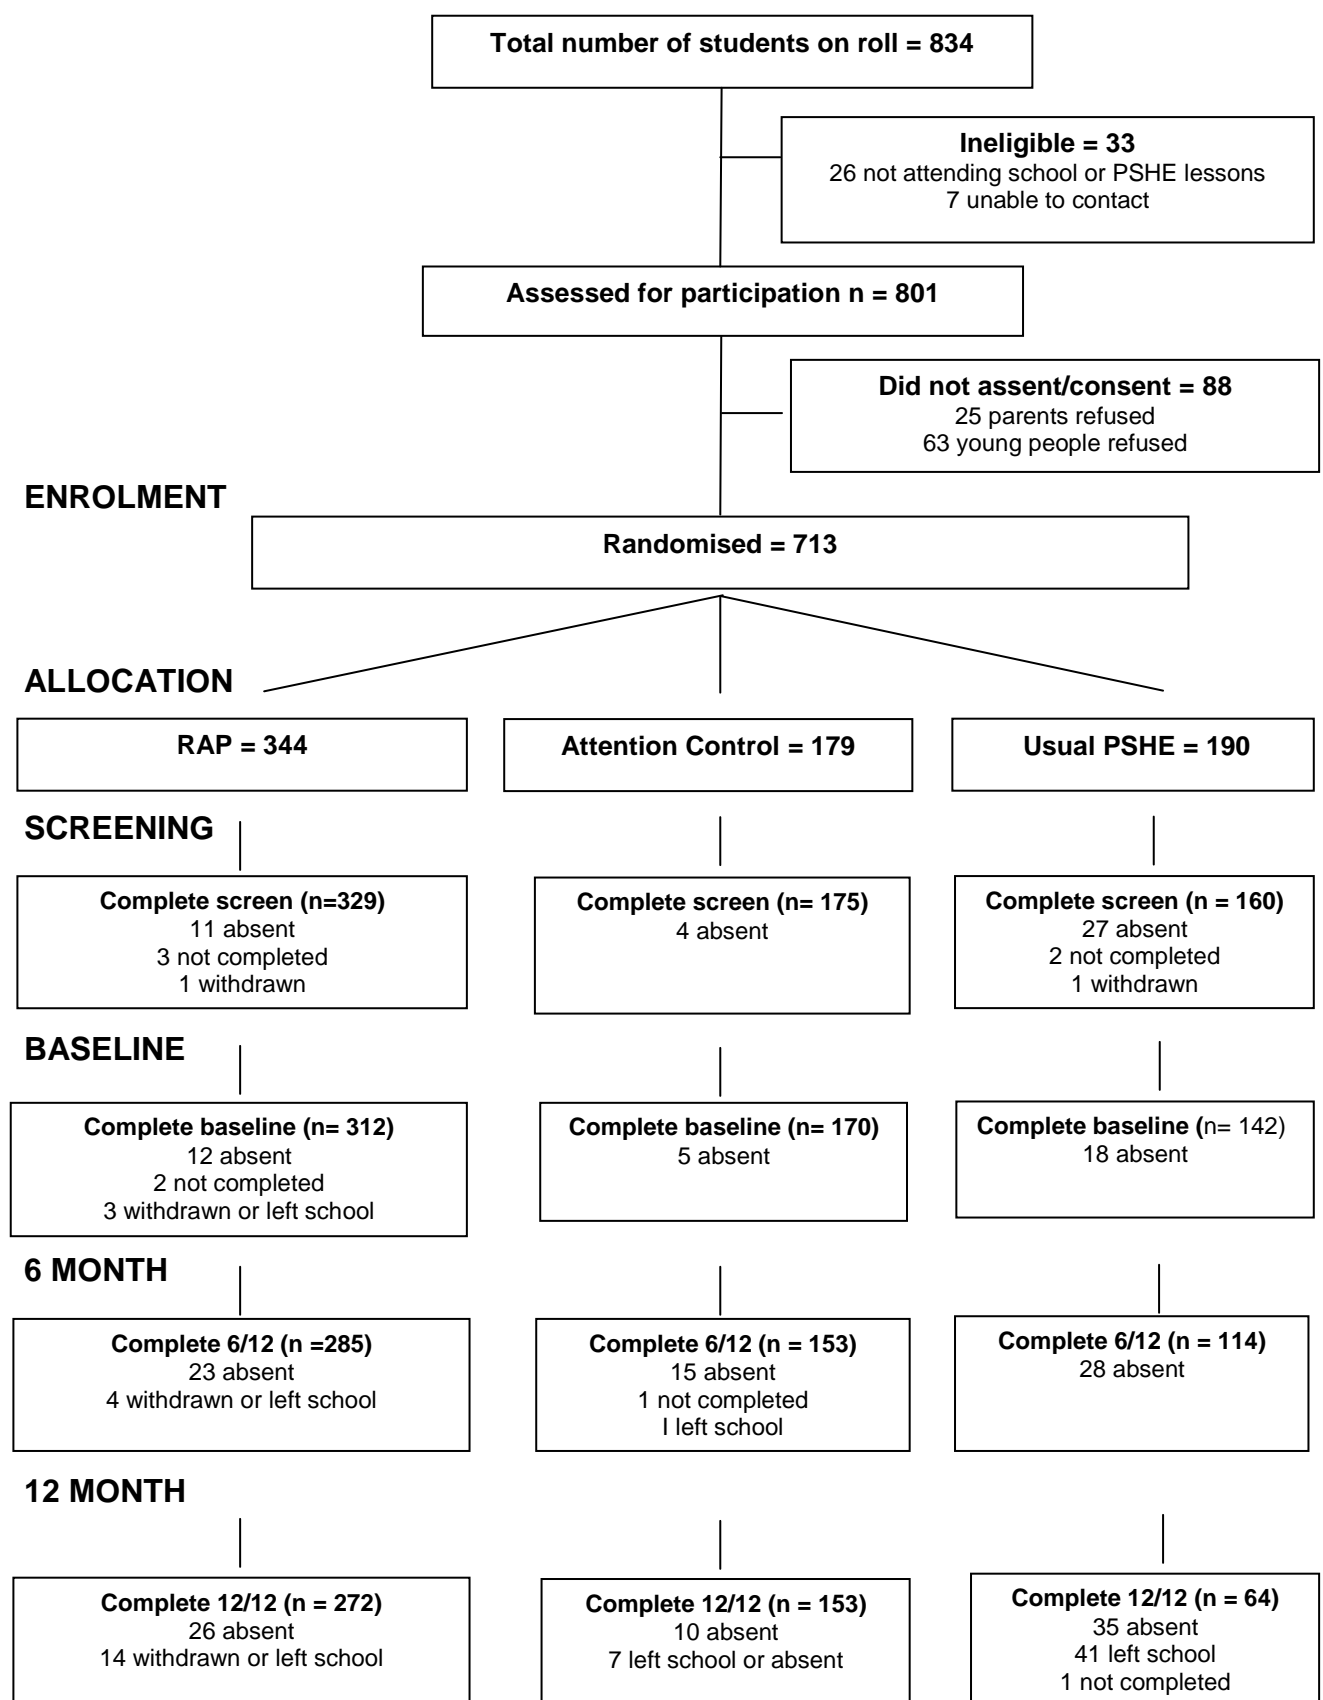 Total number of students on roll = 834
Ineligible = 33
26 not attending school or PSHE lessons
7 unable to contact
Assessed for participation n = 801
Did not assent/consent = 88
25 parents refused
63 young people refused
ENROLMENT
Randomised = 713
ALLOCATION
RAP = 344
Attention Control = 179
Usual PSHE = 190
SCREENING
Complete screen (n=329)
11 absent
3 not completed
1 withdrawn
Complete screen (n= 175)
4 absent
Complete screen (n = 160)
27 absent
2 not completed
1 withdrawn
BASELINE
Complete baseline (n= 312)
12 absent
2 not completed
3 withdrawn or left school
Complete baseline (n= 170)
5 absent
Complete baseline (n= 142)
18 absent
6 MONTH
Complete 6/12 (n =285)
23 absent
4 withdrawn or left school
Complete 6/12 (n = 153)
15 absent
1 not completed
I left school
Complete 6/12 (n = 114)
28 absent
12 MONTH
Complete 12/12 (n = 272)
26 absent
14 withdrawn or left school
Complete 12/12 (n = 153)
10 absent
7 left school or absent
Complete 12/12 (n = 64)
35 absent
41 left school
1 not completed